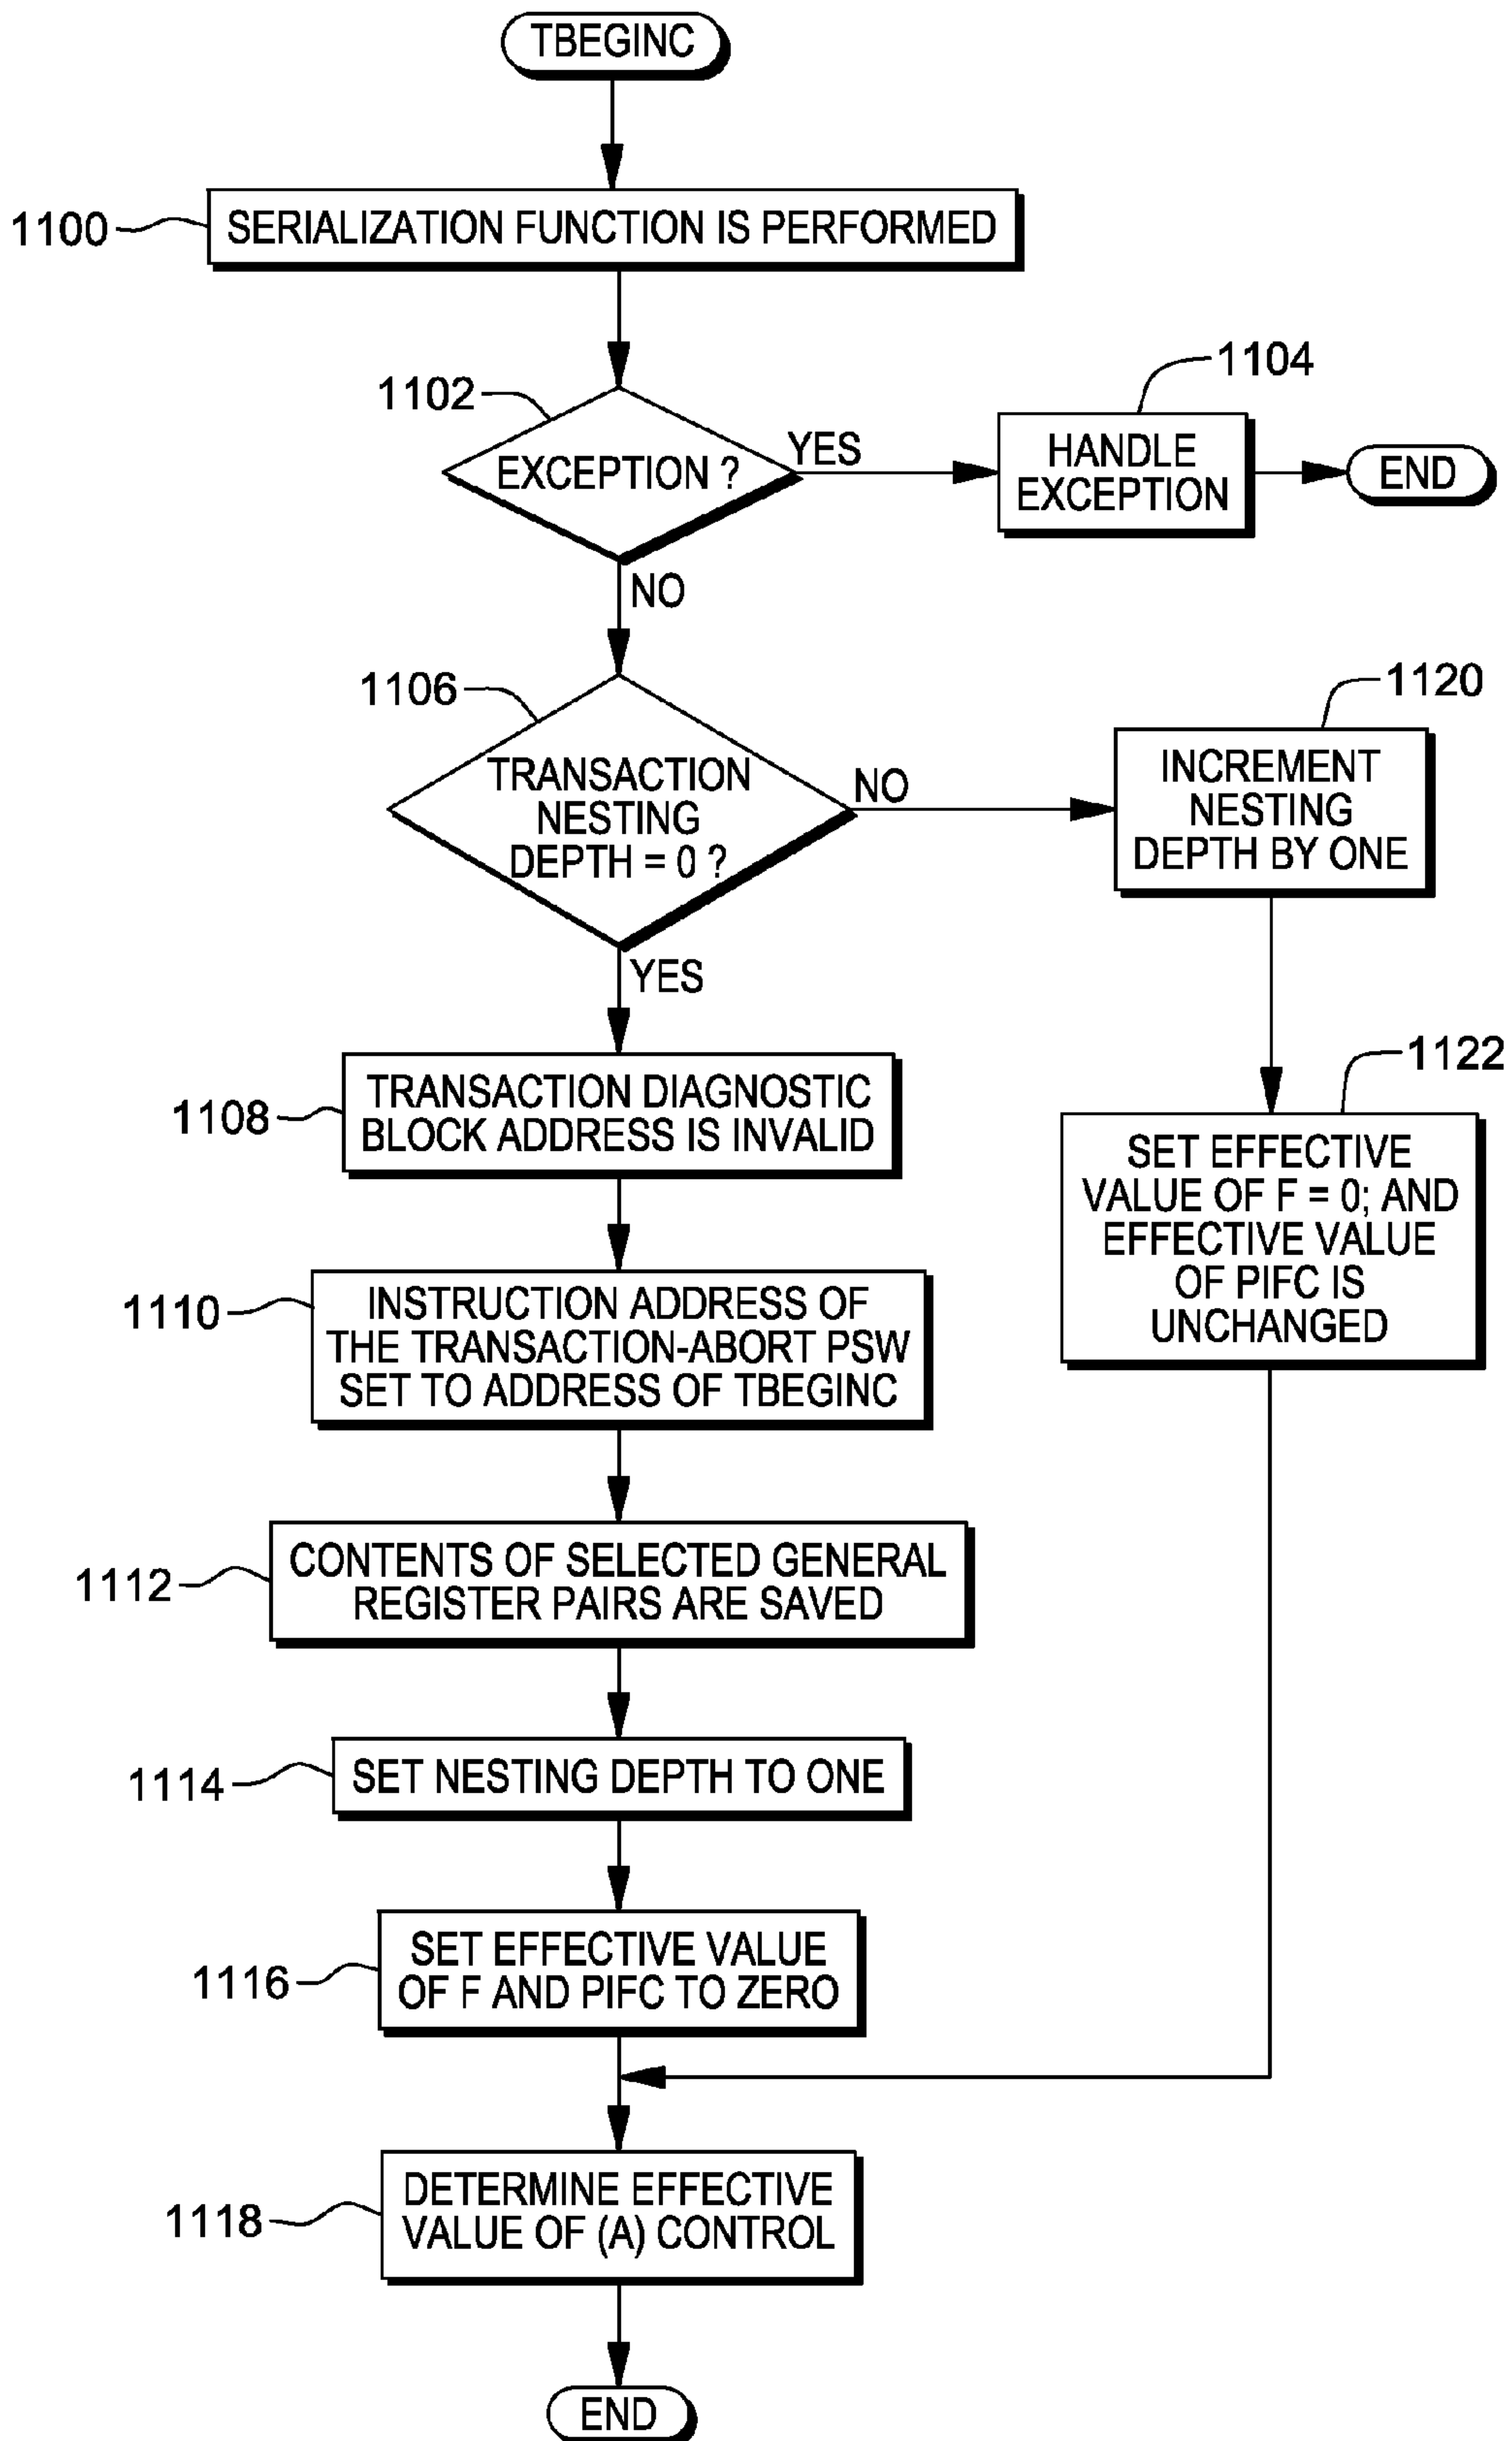 TBEGINC
1100
SERIALIZATION FUNCTION IS PERFORMED
1102
EXCEPTION ?
YES
1104
HANDLE
EXCEPTION
END
NO
1106
TRANSACTION
NESTING
DEPTH = 0 ?
NO
1120
INCREMENT
NESTING
DEPTH BY ONE
YES
1108
TRANSACTION DIAGNOSTIC
BLOCK ADDRESS IS INVALID
1122
SET EFFECTIVE
VALUE OF F = 0; AND
EFFECTIVE VALUE
OF PIFC IS
UNCHANGED
1110
INSTRUCTION ADDRESS OF
THE TRANSACTION-ABORT PSW
SET TO ADDRESS OF TBEGINC
1112
CONTENTS OF SELECTED GENERAL
REGISTER PAIRS ARE SAVED
1114
SET NESTING DEPTH TO ONE
1116
SET EFFECTIVE VALUE
OF F AND PIFC TO ZERO
1118
DETERMINE EFFECTIVE
VALUE OF (A) CONTROL
END